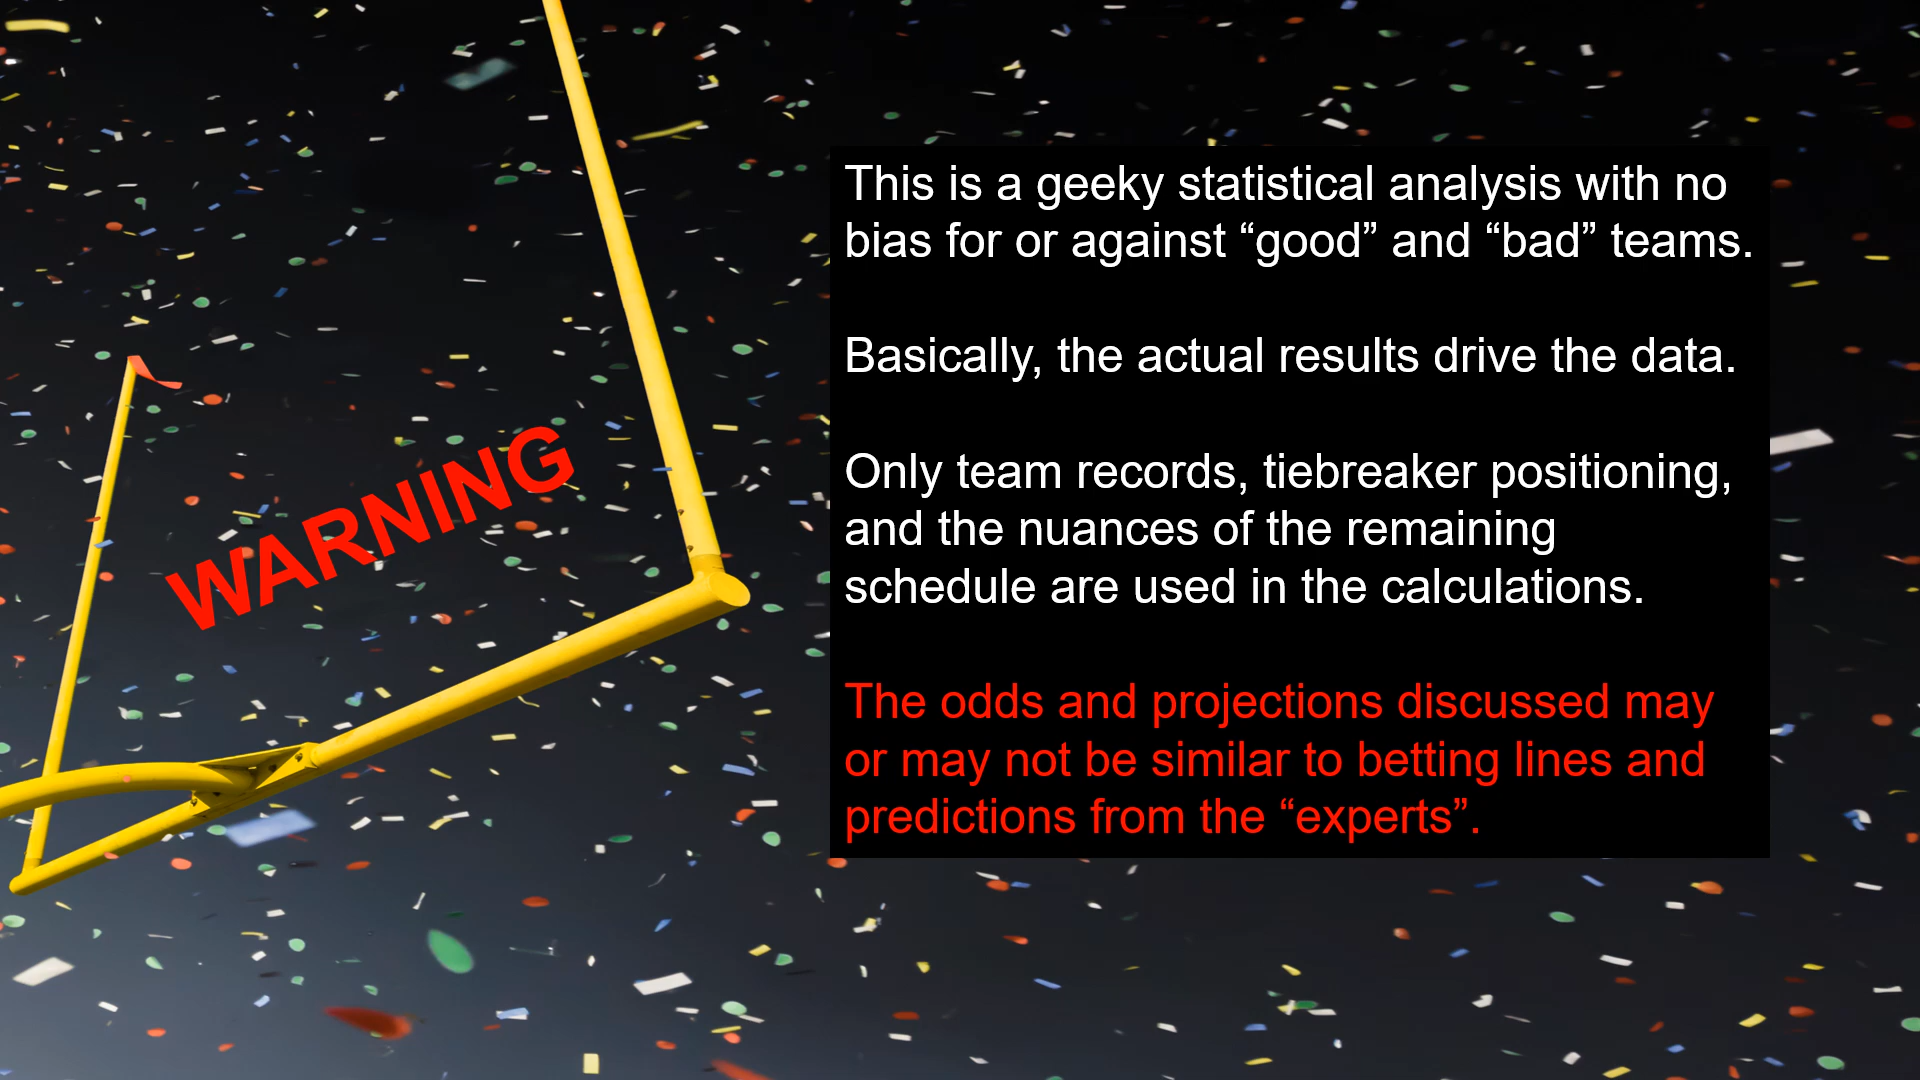 WARNING
This is a geeky statistical analysis with no
bias for or against “good” and “bad” teams.
Basically, the actual results drive the data.
Only team records, tiebreaker positioning,
and the nuances of the remaining
schedule are used in the calculations.
The odds and projections discussed may
or may not be similar to betting lines and
predictions from the “experts”.